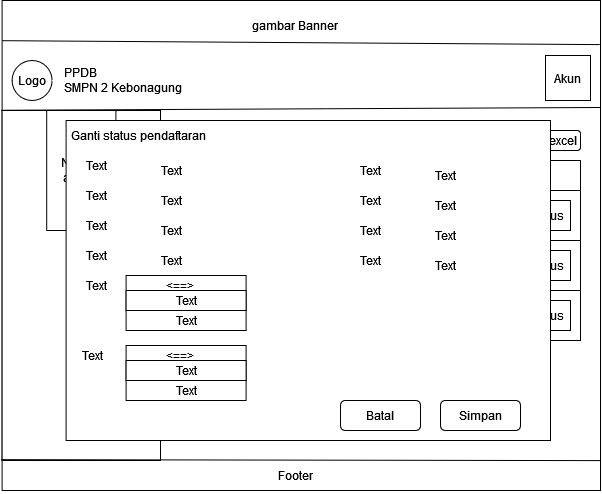 gambar Banner
Logo
PPDB
SMPN 2 Kebonagung
Akun
excel
Ganti status pendaftaran
Text Text Text Text
Text Text Text Text
Text Text Text Text
Text Text Text Text
Text <==>
Text
Text
Text <==>
Text
Text
us
us
us
Batal Simpan
Footer